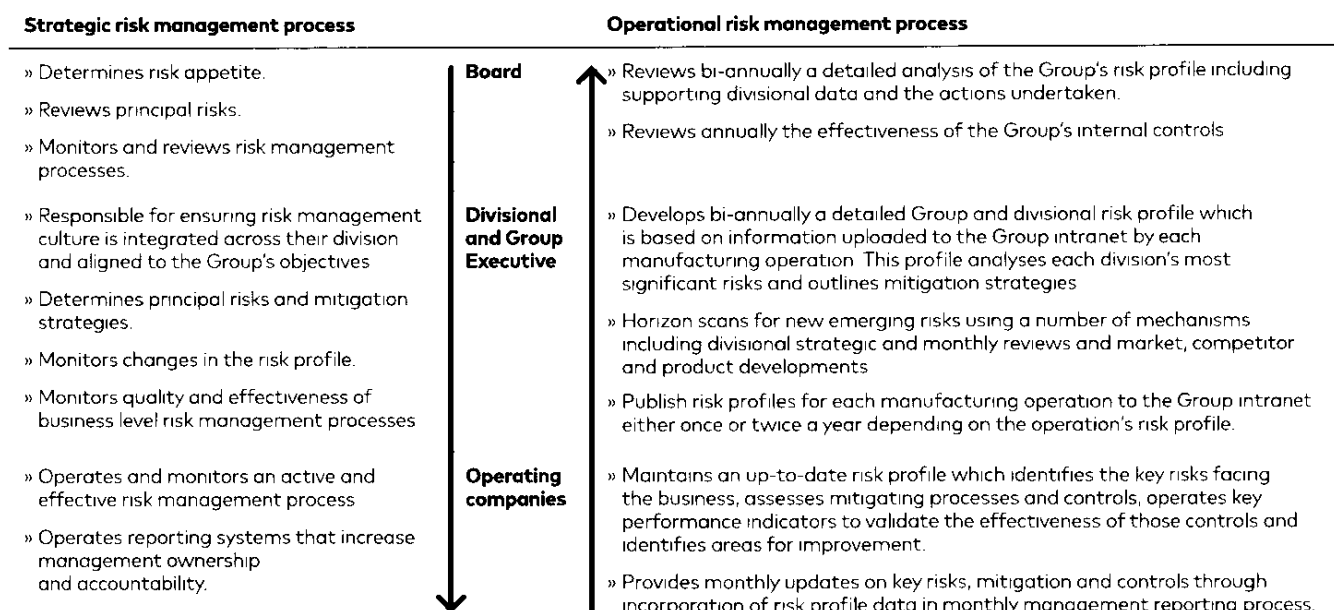 Strategic risk management process
Operational risk management process
» Determines risk appetite.
» Reviews principal risks.
» Monitors and reviews risk management
processes.
Board
» Reviews bi-annually a detailed analysis of the Group's risk profile including
supporting divisional data and the actions undertaken.
» Reviews annually the effectiveness of the Group's internal controls
» Responsible for ensuring risk management
culture is integrated across their division
and aligned to the Group's objectives
» Determines principal risks and mitigation
strategies.
» Monitors changes in the risk profile.
» Monitors quality and effectiveness of
business level risk management processes
Divisional
and Group
Executive
» Develops bi-annually a detailed Group and divisional risk profile which
is based on information uploaded to the Group intranet by each
manufacturing operation This profile analyses each division's most
significant risks and outlines mitigation strategies
» Horizon scans for new emerging risks using a number of mechanisms
including divisional strategic and monthly reviews and market, competitor
and product developments
» Publish risk profiles for each manufacturing operation to the Group intranet
either once or twice a year depending on the operation's risk profile.
» Operates and monitors an active and
effective risk management process
» Operates reporting systems that increase
management ownership
and accountability.
Operating
companies
» Maintains an up-to-date risk profile which identifies the key risks facing
the business, assesses mitigating processes and controls, operates key
performance indicators to validate the effectiveness of those controls and
identifies areas for improvement.
» Provides monthly updates on key risks, mitigation and controls through
incorporation of risk profile data in monthly management reporting process.